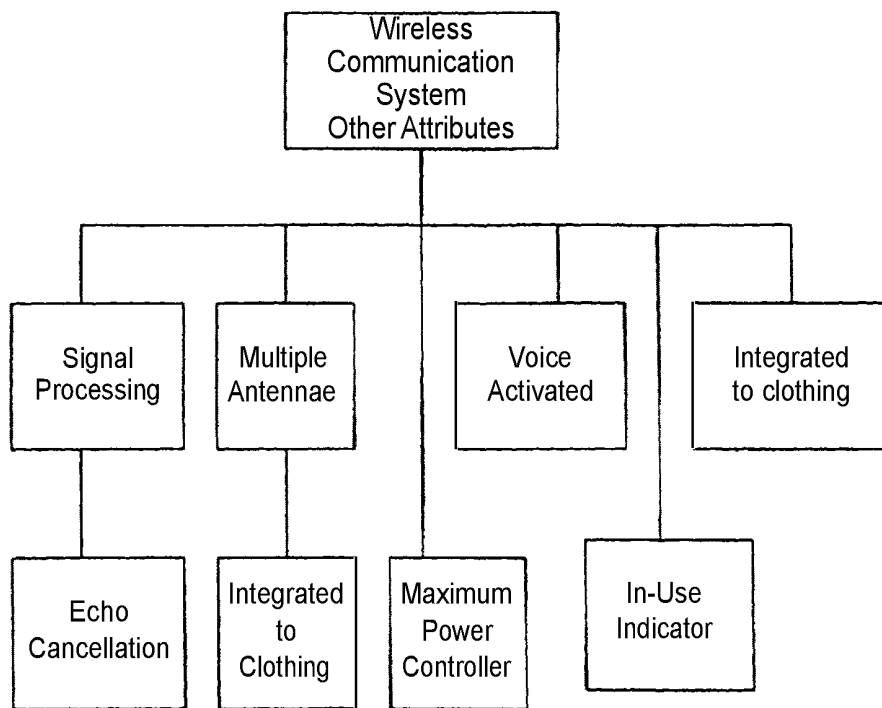 Wireless
Communication
System
Other Attributes
Signal
Processing
Multiple
Antennae
Voice
Activated
Integrated
to clothing
Echo
Cancellation
Integrated
to
Clothing
Maximum
Power
Controller
In-Use
Indicator